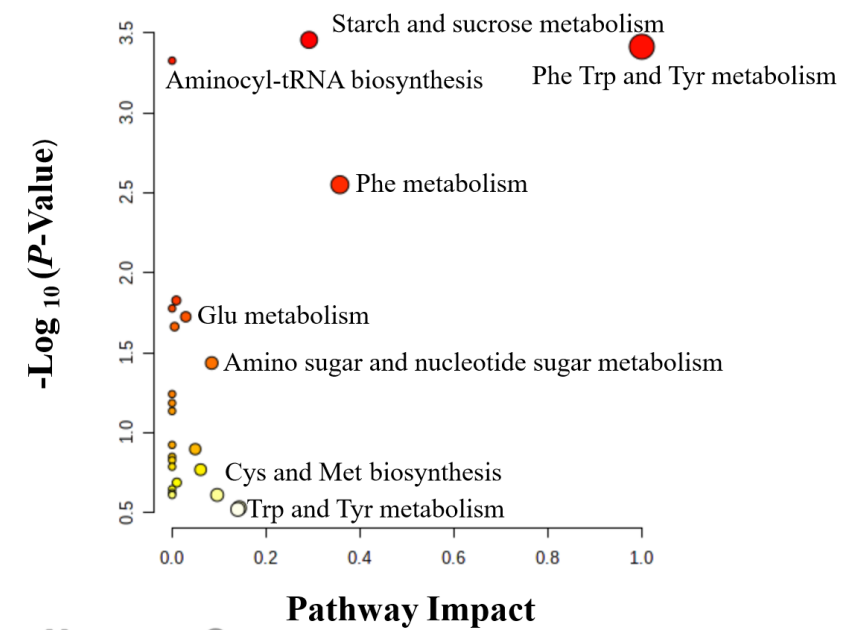 Starch and sucrose metabolism
Aminocyl-tRNA biosynthesis
Phe Trp and Tyr metabolism
Phe metabolism
Glu metabolism
Amino sugar and nucleotide sugar metabolism
Cys and Met biosynthesis
Trp and Tyr metabolism
-Log 10 (P-Value)
3.5
3.0
2.5
2.0
1.5
1.0
0.5
0.0 0.2 0.4 0.6 0.8 1.0
Pathway Impact